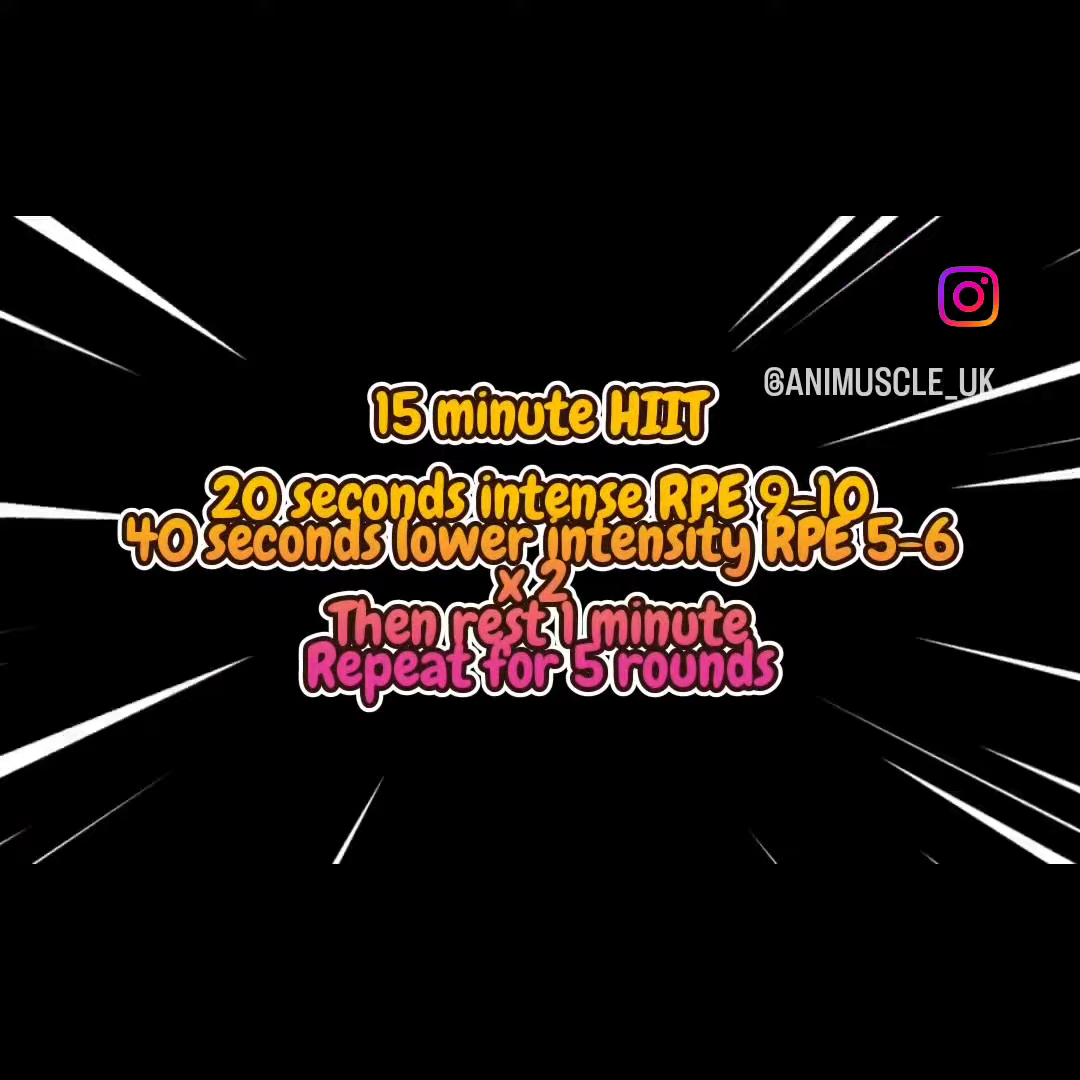 @ANIMUSCLE_UK
15 minute HIIT
20 seconds intense RPE 9-10
40 seconds lower intensity RPE 5-6
x 2
Then rest 1 minute
Repeat for 5 rounds